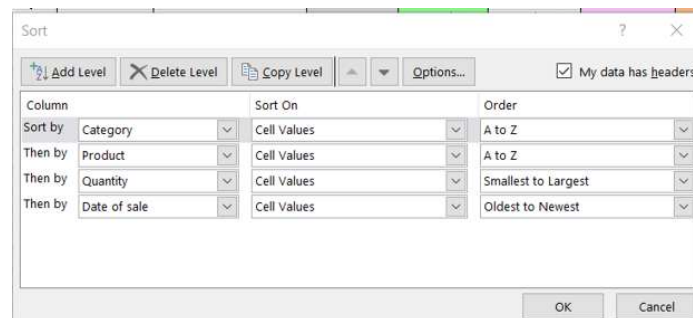 Sort ?
Add Level Delete Level Copy Level Options... My data has headers
Column Sort On Order
Sort by Category Cell Values A to Z
Then by Product Cell Values A to Z
Then by Quantity Cell Values Smallest to Largest
Then by Date of sale Cell Values Oldest to Newest
OK Cancel